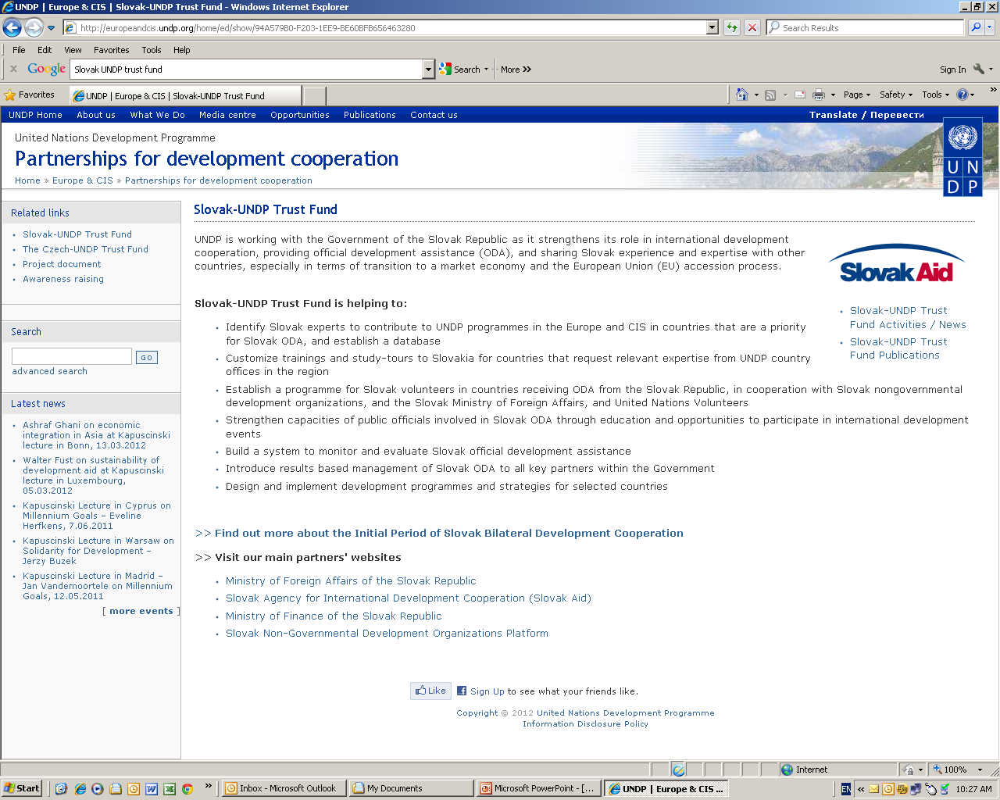 UNDP | Europe & CIS | Slovak-UNDP Trust Fund - Windows Internet Explorer
http://europeandcis.undp.org/home/ed/show/94A579B0-F203-1EE9-BE60BFB656463280
Search Results
File Edit View Favorites Tools Help
Google Slovak UNDP trust fund Search More >> Sign In
Favorites UNDP | Europe & CIS | Slovak-UNDP Trust Fund Page Safety Tools
UNDP Home About us What We Do Media centre Opportunities Publications Contact us Translate / Перевести
United Nations Development Programme
Partnerships for development cooperation
Home » Europe & CIS » Partnerships for development cooperation
UN
DP
Related links
Slovak-UNDP Trust Fund
The Czech-UNDP Trust Fund
Project document
Awareness raising
Search
GO
advanced search
Latest news
Ashraf Ghani on economic
integration in Asia at Kapuscinski
lecture in Bonn, 13.03.2012
Walter Fust on sustainability of
development aid at Kapuscinski
lecture in Luxembourg,
05.03.2012
Kapuscinski Lecture in Cyprus on
Millennium Goals – Eveline
Herfkens, 7.06.2011
Kapuscinski Lecture in Warsaw on
Solidarity for Development –
Jerzy Buzek
Kapuscinski Lecture in Madrid –
Jan Vandemoortele on Millennium
Goals, 12.05.2011
[ more events ]
Slovak-UNDP Trust Fund
UNDP is working with the Government of the Slovak Republic as it strengthens its role in international development
cooperation, providing official development assistance (ODA), and sharing Slovak experience and expertise with other
countries, especially in terms of transition to a market economy and the European Union (EU) accession process.
SlovakAid
Slovak-UNDP Trust
Fund Activities / News
Slovak-UNDP Trust
Fund Publications
Slovak-UNDP Trust Fund is helping to:
Identify Slovak experts to contribute to UNDP programmes in the Europe and CIS in countries that are a priority
for Slovak ODA, and establish a database
Customize trainings and study-tours to Slovakia for countries that request relevant expertise from UNDP country
offices in the region
Establish a programme for Slovak volunteers in countries receiving ODA from the Slovak Republic, in cooperation with Slovak nongovernmental
development organizations, and the Slovak Ministry of Foreign Affairs, and United Nations Volunteers
Strengthen capacities of public officials involved in Slovak ODA through education and opportunities to participate in international development
events
Build a system to monitor and evaluate Slovak official development assistance
Introduce results based management of Slovak ODA to all key partners within the Government
Design and implement development programmes and strategies for selected countries
>> Find out more about the Initial Period of Slovak Bilateral Development Cooperation
>> Visit our main partners' websites
Ministry of Foreign Affairs of the Slovak Republic
Slovak Agency for International Development Cooperation (Slovak Aid)
Ministry of Finance of the Slovak Republic
Slovak Non-Governmental Development Organizations Platform
Like Sign Up to see what your friends like.
Copyright © 2012 United Nations Development Programme
Information Disclosure Policy
Internet 100%
Start Inbox - Microsoft Outlook My Documents Microsoft PowerPoint - [... UNDP | Europe & CIS ... EN 10:27 AM